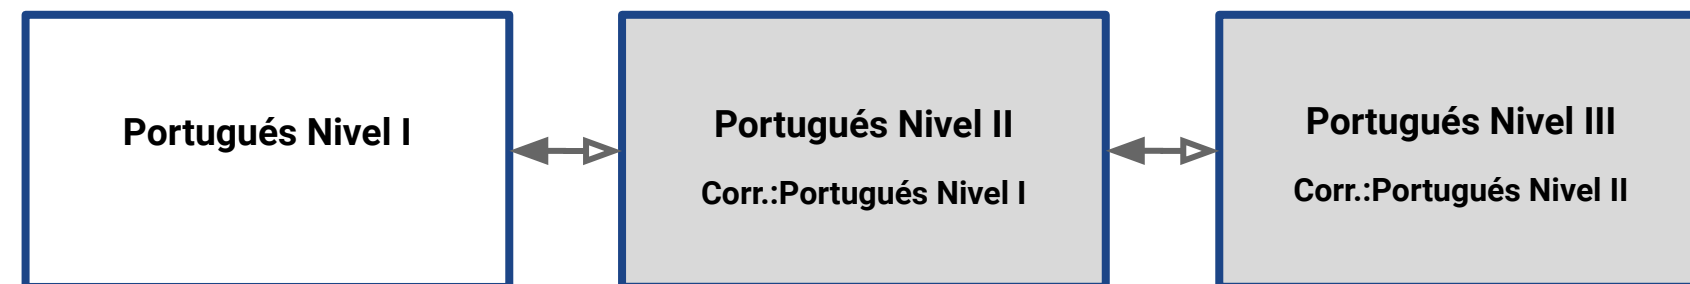 Portugués Nivel I
Portugués Nivel II
Corr.:Portugués Nivel I
Portugués Nivel III
Corr.:Portugués Nivel II